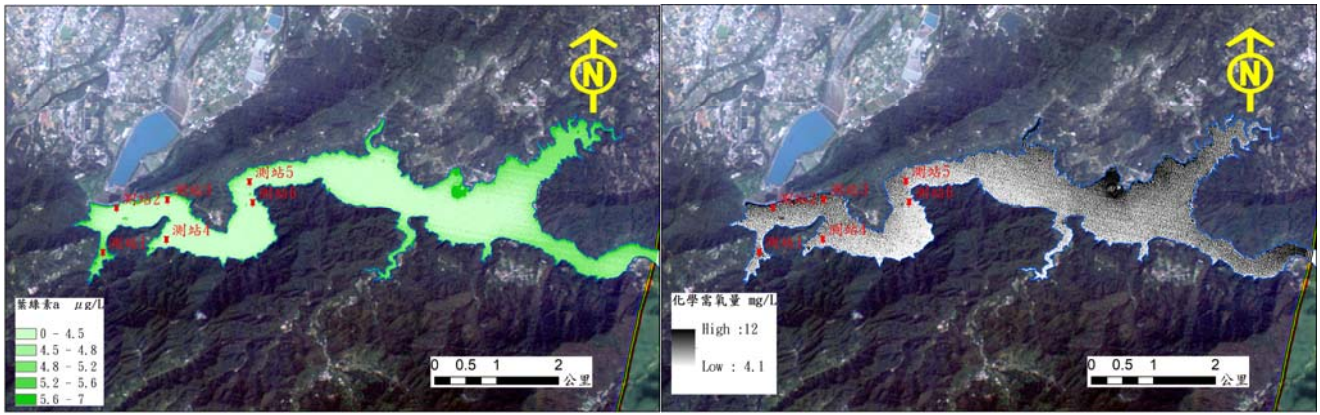 N
測站5
測站3
測站2
測站6
測站4
測站1
葉綠素a μg/L
0 - 4.5
4.5 - 4.8
4.8 - 5.2
5.2 - 5.6
5.6 - 7
0 0.5 1 2
公里
N
測站5
測站3
測站2
測站6
測站4
測站1
化學需氧量 mg/L
High :12
Low : 4.1
0 0.5 1 2
公里